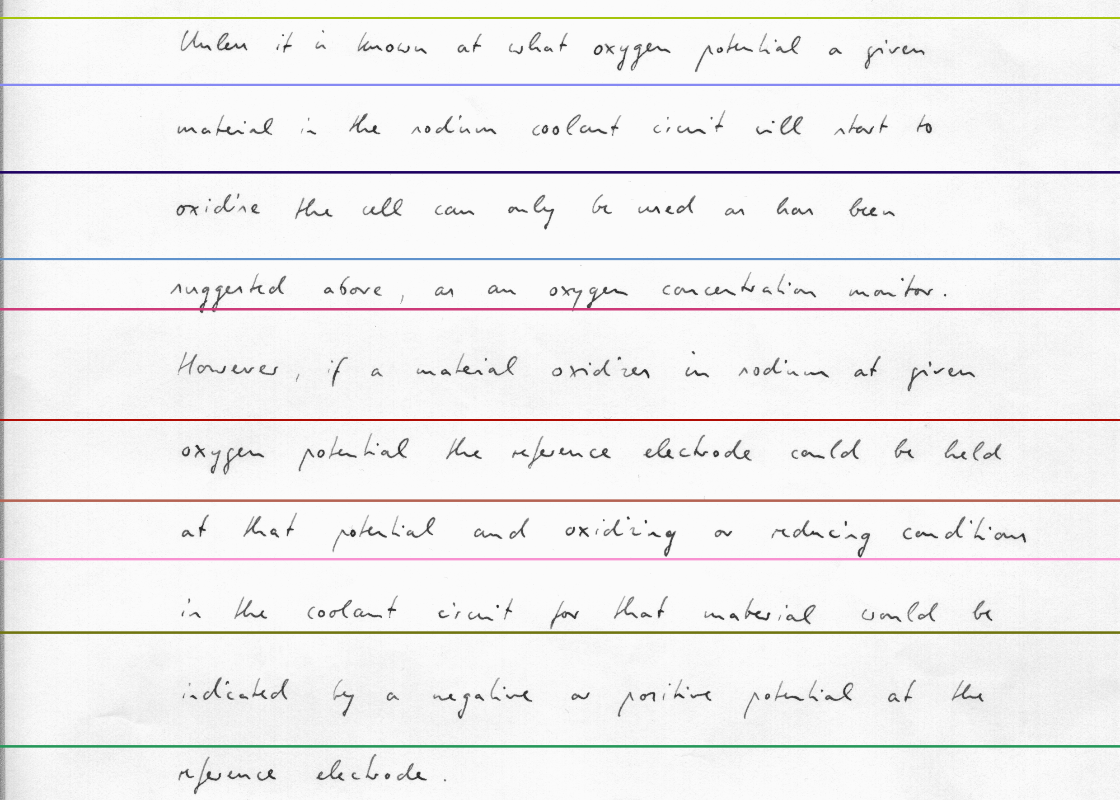 Unless it is known at what oxygen potential a given
material in the sodium coolant circuit will start to
oxidise the cell can only be used as has been
suggested above, as an oxygen concentration monitor.
However, if a material oxidizes in sodium at given
oxygen potential the reference electrode could be held
at that potential and oxidizing or reducing conditions
in the coolant circuit for that material would be
indicated by a negative or positive potential at the
reference electrode.